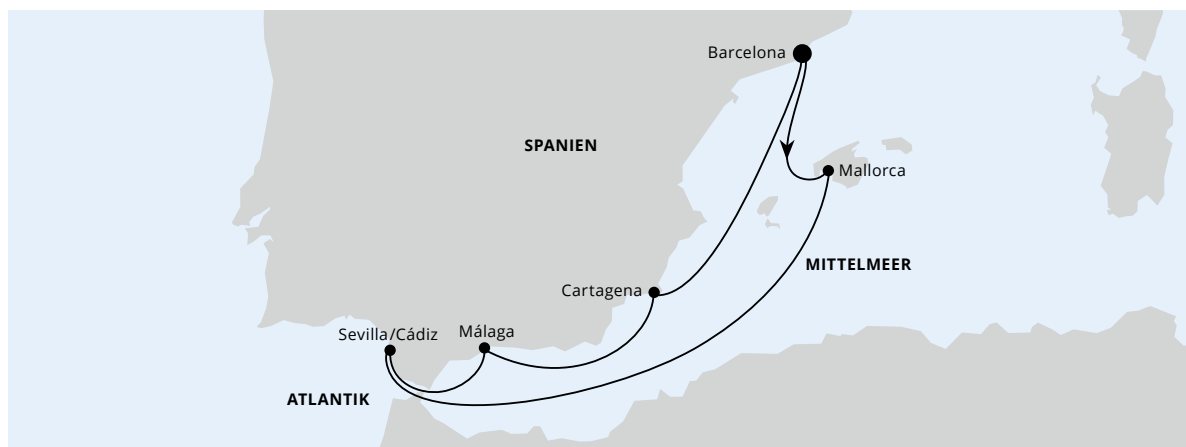 Barcelona
SPANIEN
Mallorca
MITTELMEER
Cartagena
Sevilla/Cádiz
Málaga
ATLANTIK